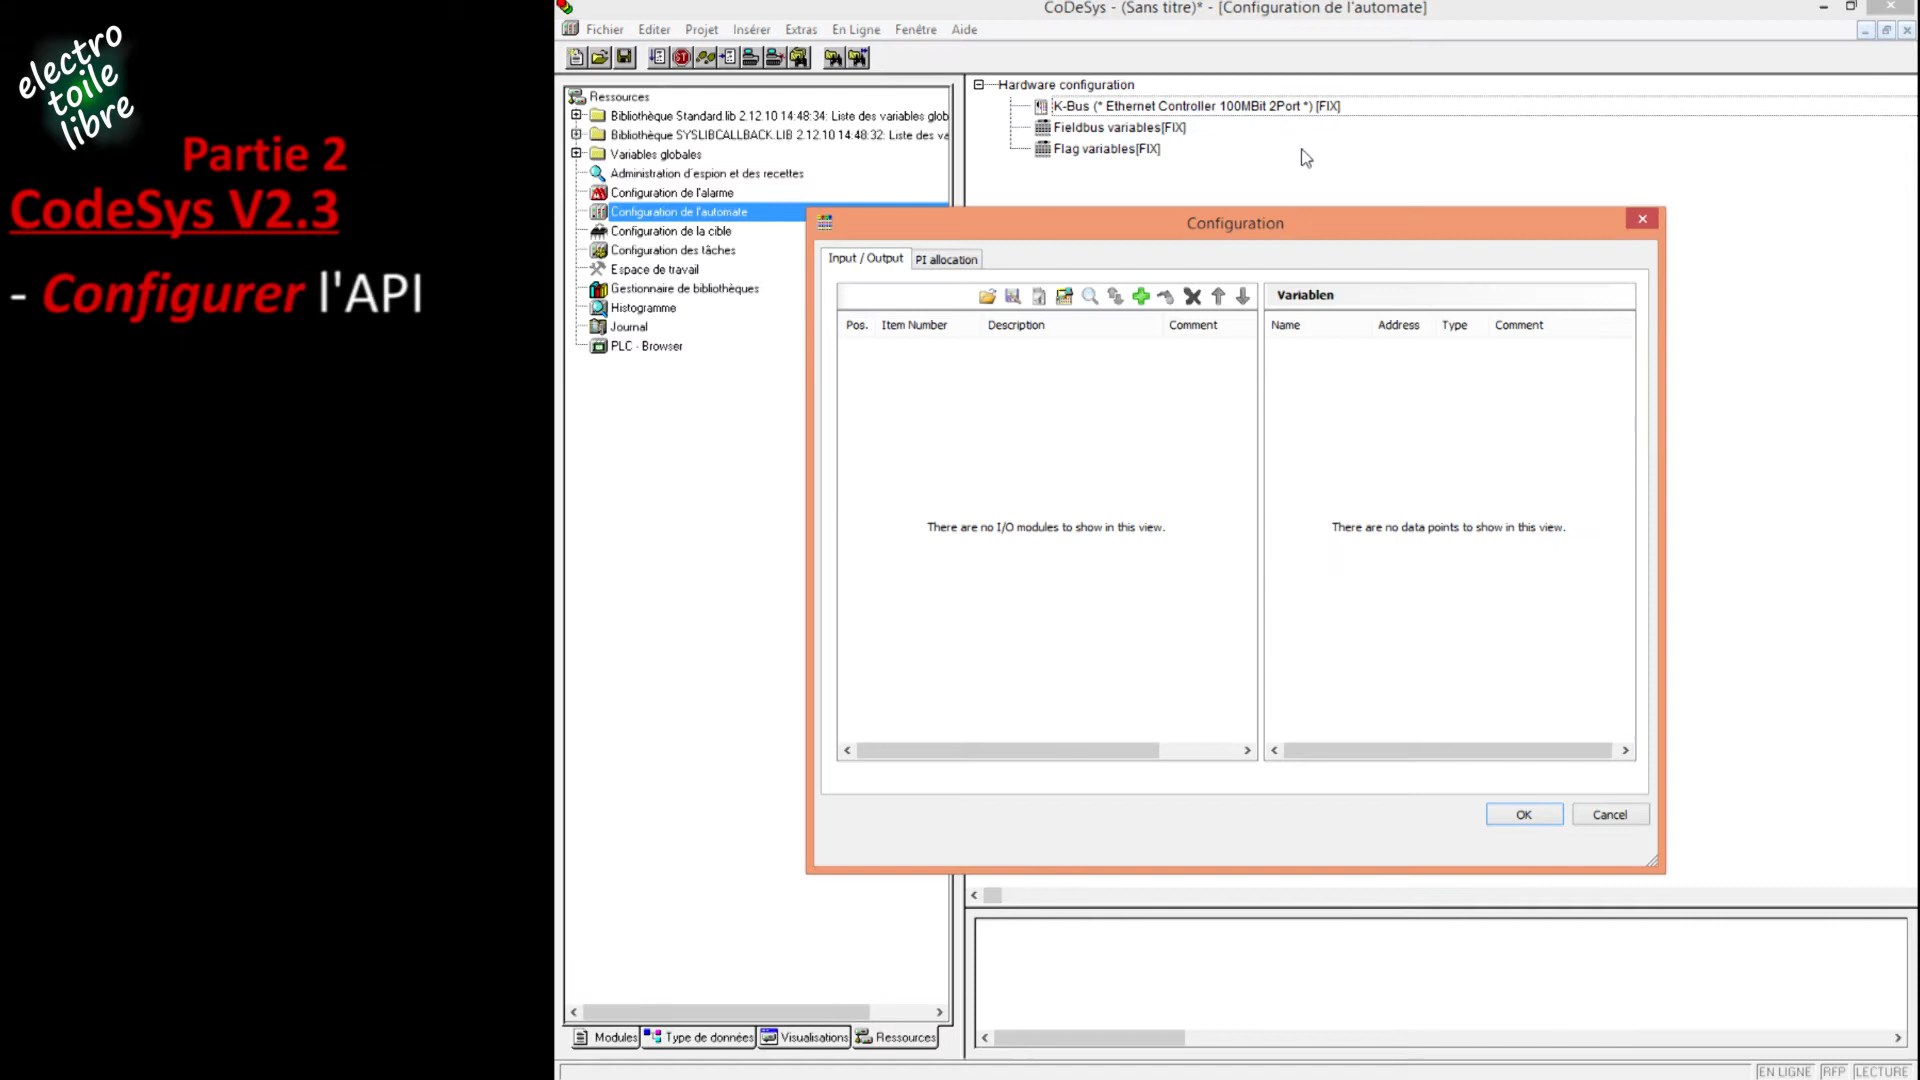 electro
toile
libre
Partie 2
CodeSys V2.3
- Configurer l'API
CoDeSys - (Sans titre)* - [Configuration de l'automate]
Fichier Editer Projet Insérer Extras En Ligne Fenêtre Aide
Ressources
Bibliothèque Standard.lib 2.12.10 14:48:34: Liste des variables glob
Bibliothèque SYSLIBCALLBACK.LIB 2.12.10 14:48:32: Liste des va
Variables globales
Administration d'espion et des recettes
Configuration de l'alarme
Configuration de l'automate
Configuration de la cible
Configuration des tâches
Espace de travail
Gestionnaire de bibliothèques
Histogramme
Journal
PLC - Browser
Hardware configuration
K-Bus (* Ethernet Controller 100MBit 2Port *) [FIX]
Fieldbus variables[FIX]
Flag variables[FIX]
Configuration
Input / Output PI allocation
Variablen
Pos. Item Number Description Comment
Name Address Type Comment
There are no I/O modules to show in this view.
There are no data points to show in this view.
OK Cancel
Modules Type de données Visualisations Ressources
EN LIGNE RFP LECTURE